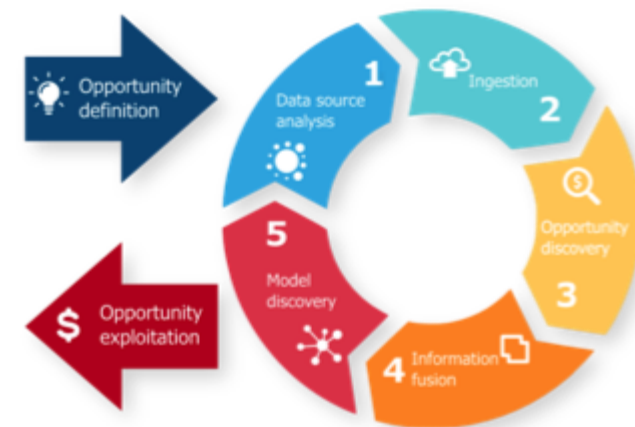 Opportunity
definition
1
Data source
analysis
Ingestion
2
$
Opportunity
discovery
3
4
Information
fusion
5
Model
discovery
$
Opportunity
exploitation